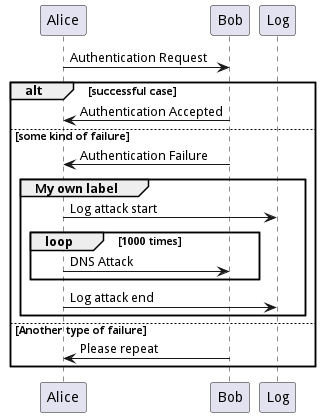 Alice Bob Log
Authentication Request
alt [successful case]
Authentication Accepted
[some kind of failure]
Authentication Failure
My own label
Log attack start
loop [1000 times]
DNS Attack
Log attack end
[Another type of failure]
Please repeat
Alice Bob Log